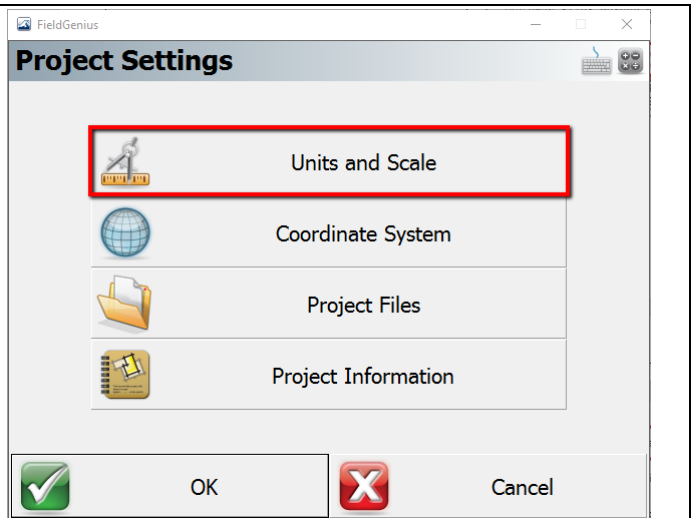 FieldGenius
Project Settings
Units and Scale
Coordinate System
Project Files
Project Information
OK
Cancel